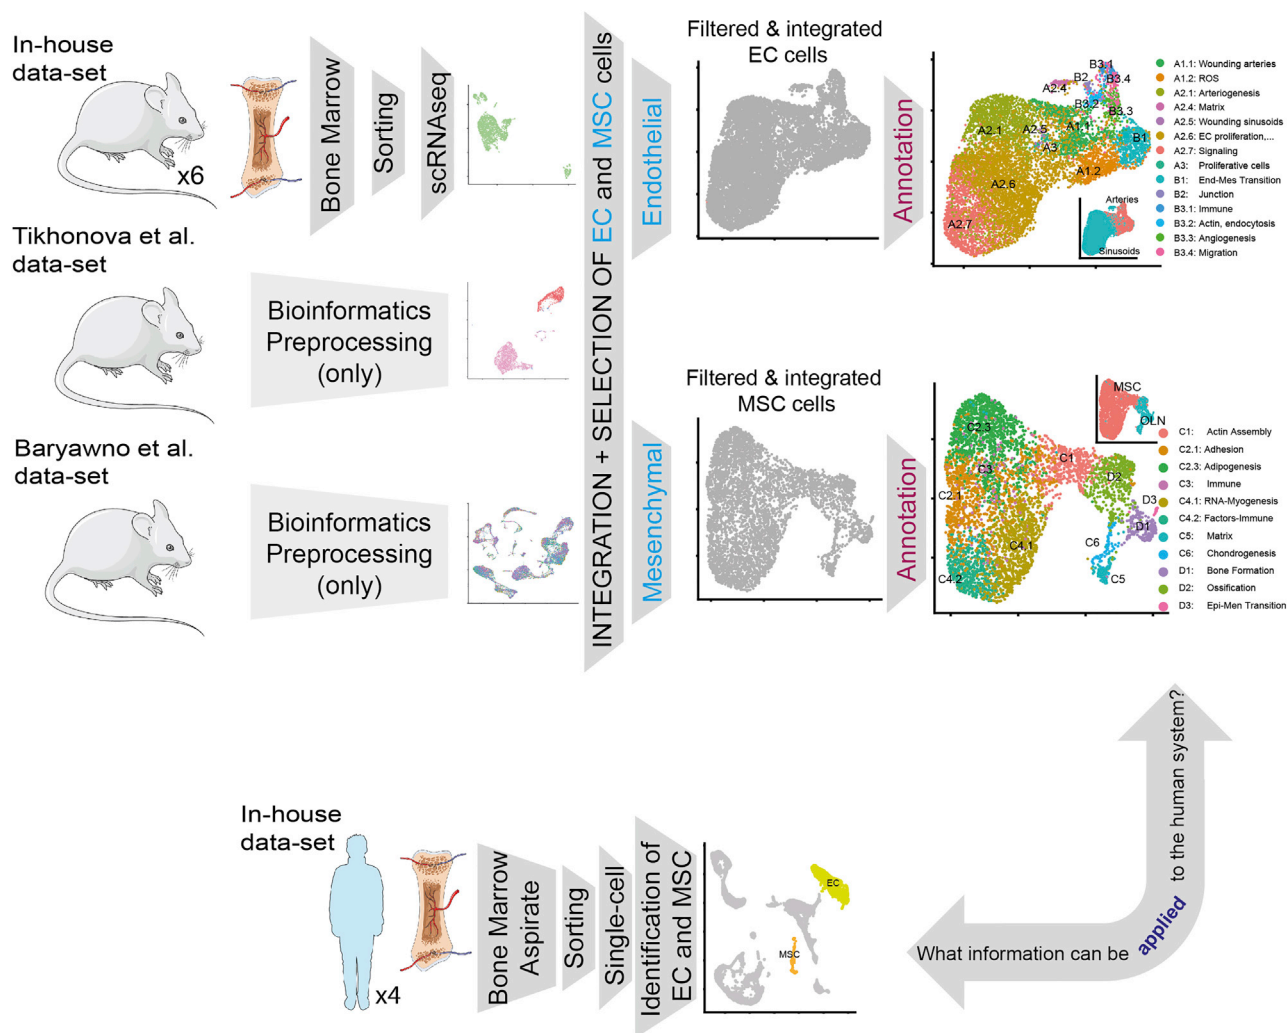 In-house
data-set
x6
Bone Marrow
Sorting
scRNAseq
Tikhonova et al.
data-set
Bioinformatics
Preprocessing
(only)
Baryawno et al.
data-set
Bioinformatics
Preprocessing
(only)
INTEGRATION + SELECTION OF EC and MSC cells
Endothelial
Filtered & integrated
EC cells
Annotation
B3.1
B2
B3.4
A2.4
B3.2
B3.3
A2.1
A2.5
A1.1
B1
A3
A1.2
A2.6
A2.7
Arteries
Sinusoids
A1.1: Wounding arteries
A1.2: ROS
A2.1: Arteriogenesis
A2.4: Matrix
A2.5: Wounding sinusoids
A2.6: EC proliferation,...
A2.7: Signaling
A3: Proliferative cells
B1: End-Mes Transition
B2: Junction
B3.1: Immune
B3.2: Actin, endocytosis
B3.3: Angiogenesis
B3.4: Migration
Mesenchymal
Filtered & integrated
MSC cells
Annotation
C2.3
C1
C3
D2
C2.1
D3
D1
C6
C4.1
C4.2
C5
MSC
OLN
C1: Actin Assembly
C2.1: Adhesion
C2.3: Adipogenesis
C3: Immune
C4.1: RNA-Myogenesis
C4.2: Factors-Immune
C5: Matrix
C6: Chondrogenesis
D1: Bone Formation
D2: Ossification
D3: Epi-Men Transition
In-house
data-set
x4
Bone Marrow
Aspirate
Sorting
Single-cell
Identification of
EC and MSC
EC
MSC
What information can be applied to the human system?